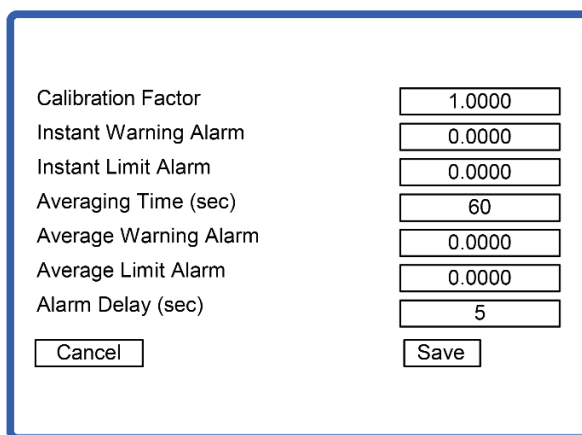 Calibration Factor 1.0000
Instant Warning Alarm 0.0000
Instant Limit Alarm 0.0000
Averaging Time (sec) 60
Average Warning Alarm 0.0000
Average Limit Alarm 0.0000
Alarm Delay (sec) 5
Cancel Save